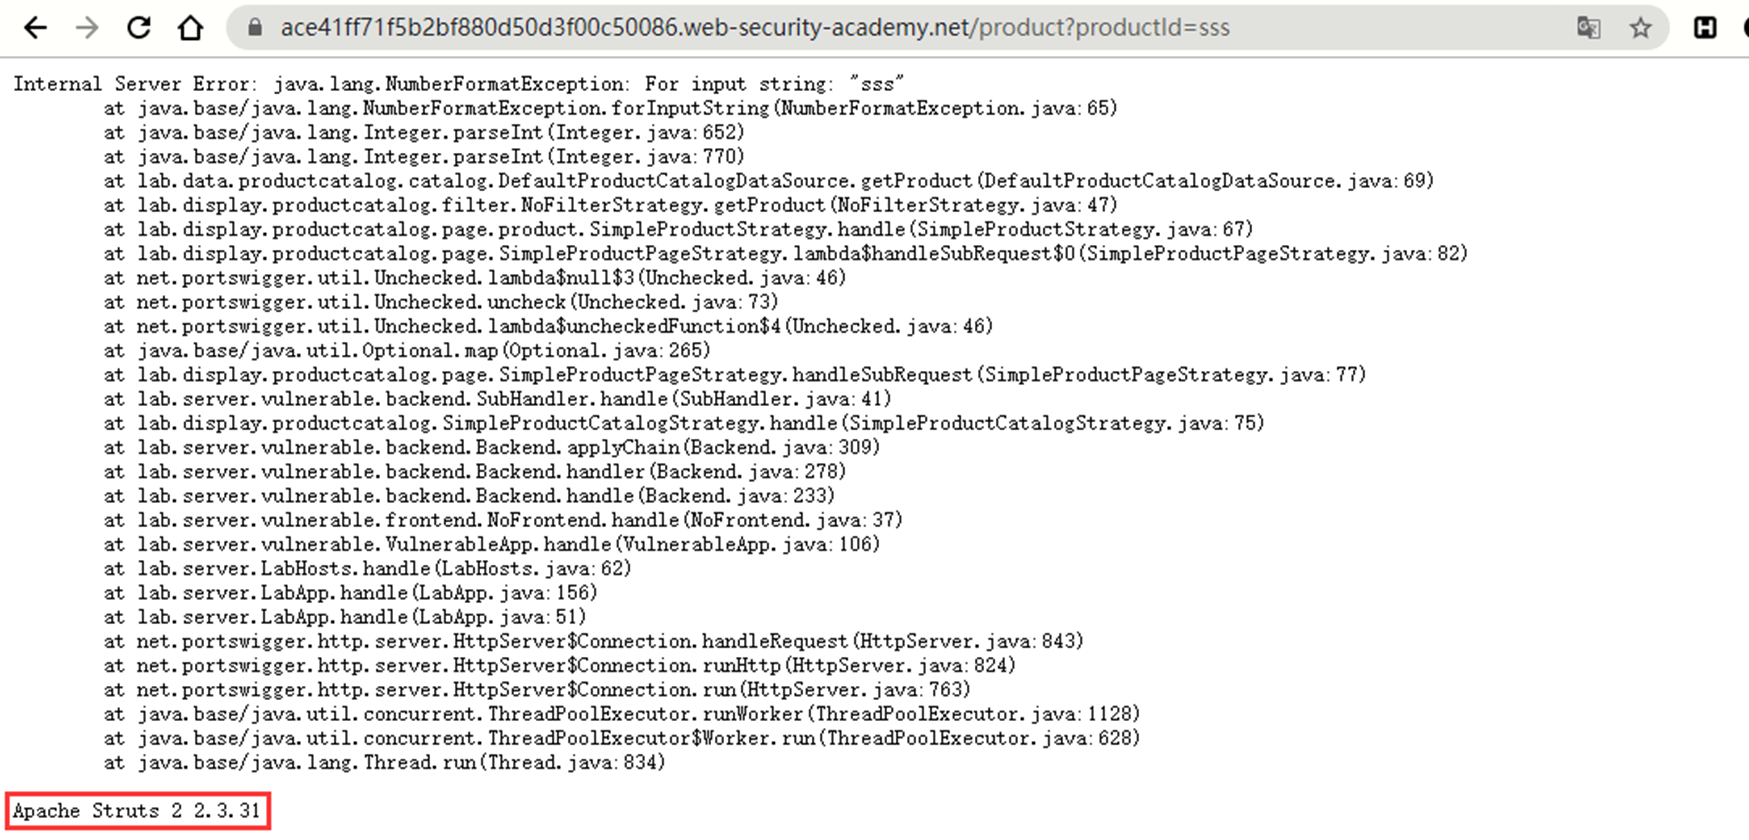 ace41ff71f5b2bf880d50d3f00c50086.web-security-academy.net/product?productId=sss
Internal Server Error: java.lang.NumberFormatException: For input string: "sss"
at java.base/java.lang.NumberFormatException.forInputString(NumberFormatException.java:65)
at java.base/java.lang.Integer.parseInt(Integer.java:652)
at java.base/java.lang.Integer.parseInt(Integer.java:770)
at lab.data.productcatalog.catalog.DefaultProductCatalogDataSource.getProduct(DefaultProductCatalogDataSource.java:69)
at lab.display.productcatalog.filter.NoFilterStrategy.getProduct(NoFilterStrategy.java:47)
at lab.display.productcatalog.page.product.SimpleProductStrategy.handle(SimpleProductStrategy.java:67)
at lab.display.productcatalog.page.SimpleProductPageStrategy.lambda$handleSubRequest$0(SimpleProductPageStrategy.java:82)
at net.portswigger.util.Unchecked.lambda$null$3(Unchecked.java:46)
at net.portswigger.util.Unchecked.uncheck(Unchecked.java:73)
at net.portswigger.util.Unchecked.lambda$uncheckedFunction$4(Unchecked.java:46)
at java.base/java.util.Optional.map(Optional.java:265)
at lab.display.productcatalog.page.SimpleProductPageStrategy.handleSubRequest(SimpleProductPageStrategy.java:77)
at lab.server.vulnerable.backend.SubHandler.handle(SubHandler.java:41)
at lab.display.productcatalog.SimpleProductCatalogStrategy.handle(SimpleProductCatalogStrategy.java:75)
at lab.server.vulnerable.backend.Backend.applyChain(Backend.java:309)
at lab.server.vulnerable.backend.Backend.handler(Backend.java:278)
at lab.server.vulnerable.backend.Backend.handle(Backend.java:233)
at lab.server.vulnerable.frontend.NoFrontend.handle(NoFrontend.java:37)
at lab.server.vulnerable.VulnerableApp.handle(VulnerableApp.java:106)
at lab.server.LabHosts.handle(LabHosts.java:62)
at lab.server.LabApp.handle(LabApp.java:156)
at lab.server.LabApp.handle(LabApp.java:51)
at net.portswigger.http.server.HttpServer$Connection.handleRequest(HttpServer.java:843)
at net.portswigger.http.server.HttpServer$Connection.runHttp(HttpServer.java:824)
at net.portswigger.http.server.HttpServer$Connection.run(HttpServer.java:763)
at java.base/java.util.concurrent.ThreadPoolExecutor.runWorker(ThreadPoolExecutor.java:1128)
at java.base/java.util.concurrent.ThreadPoolExecutor$Worker.run(ThreadPoolExecutor.java:628)
at java.base/java.lang.Thread.run(Thread.java:834)
Apache Struts 2 2.3.31